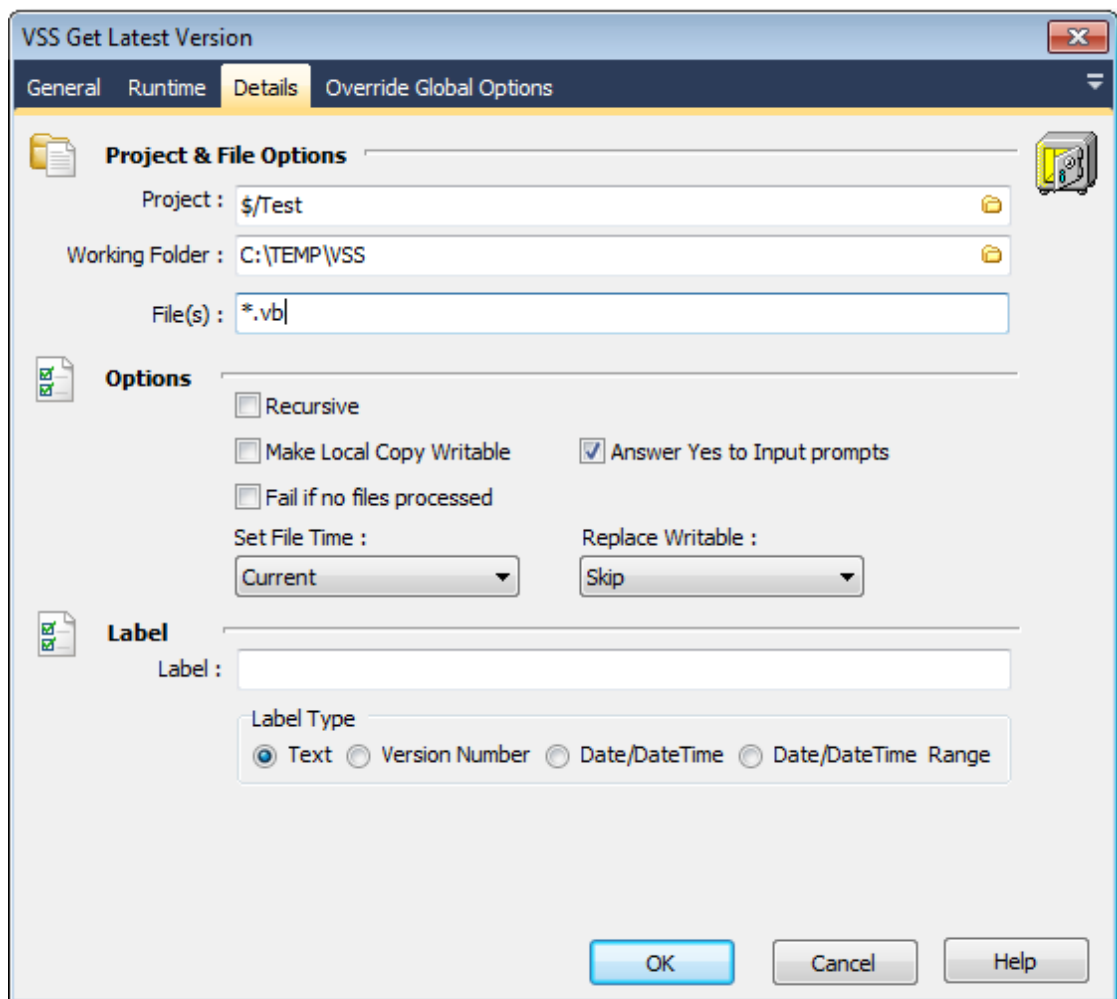 VSS Get Latest Version
General Runtime Details Override Global Options
Project & File Options
Project : $/Test
Working Folder : C:\TEMP\VSS
File(s) : *.vb
Options
Recursive
Make Local Copy Writable Answer Yes to Input prompts
Fail if no files processed
Set File Time : Replace Writable :
Current Skip
Label
Label :
Label Type
Text Version Number Date/DateTime Date/DateTime Range
OK Cancel Help